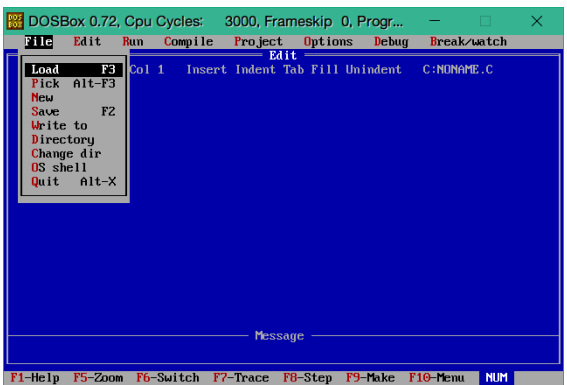 DOSBox 0.72, Cpu Cycles: 3000, Frameskip 0, Progr...
File Edit Run Compile Project Options Debug Break/watch
Edit
Col 1 Insert Indent Tab Fill Unindent C:NONAME.C
Load F3
Pick Alt-F3
New
Save F2
Write to
Directory
Change dir
OS shell
Quit Alt-X
Message
F1-Help F5-Zoom F6-Switch F7-Trace F8-Step F9-Make F10-Menu NUM